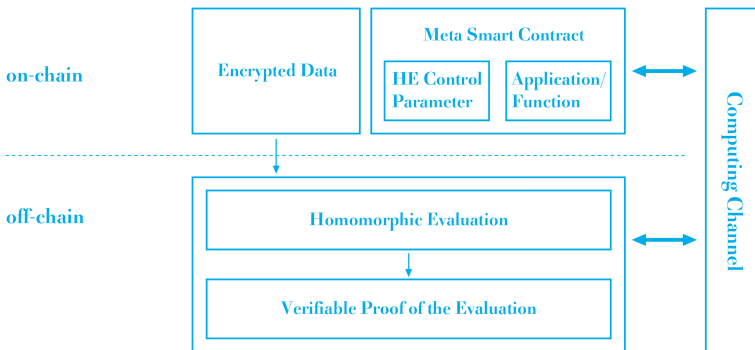 Meta Smart Contract
on-chain
Encrypted Data
HE Control
Parameter
Application/
Function
Computing Channel
off-chain
Homomorphic Evaluation
Verifiable Proof of the Evaluation